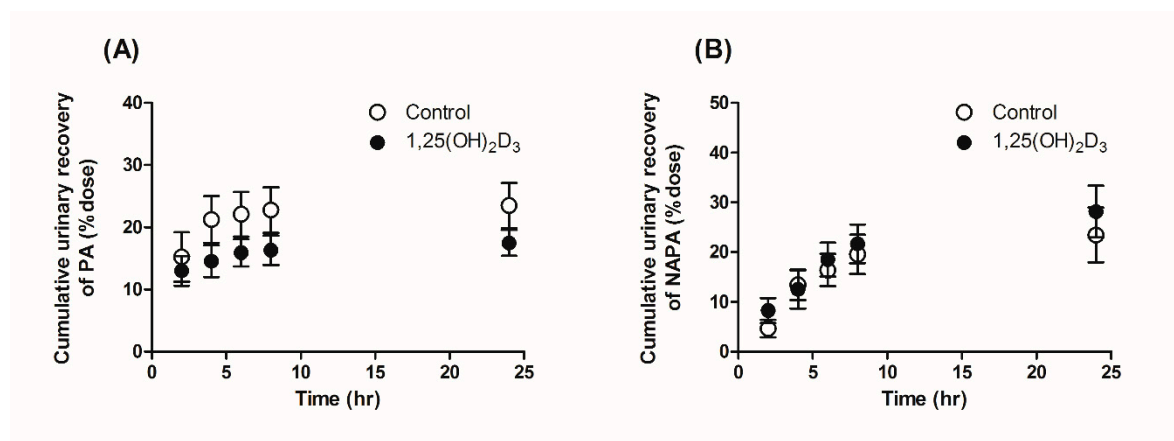 (A)
Cumulative urinary recovery
of PA (% dose)
40
30
20
10
0
0 5 10 15 20 25
Time (hr)
Control
1,25(OH)₂D₃
(B)
Cumulative urinary recovery
of NAPA (% dose)
50
40
30
20
10
0
0 5 10 15 20 25
Time (hr)
Control
1,25(OH)₂D₃